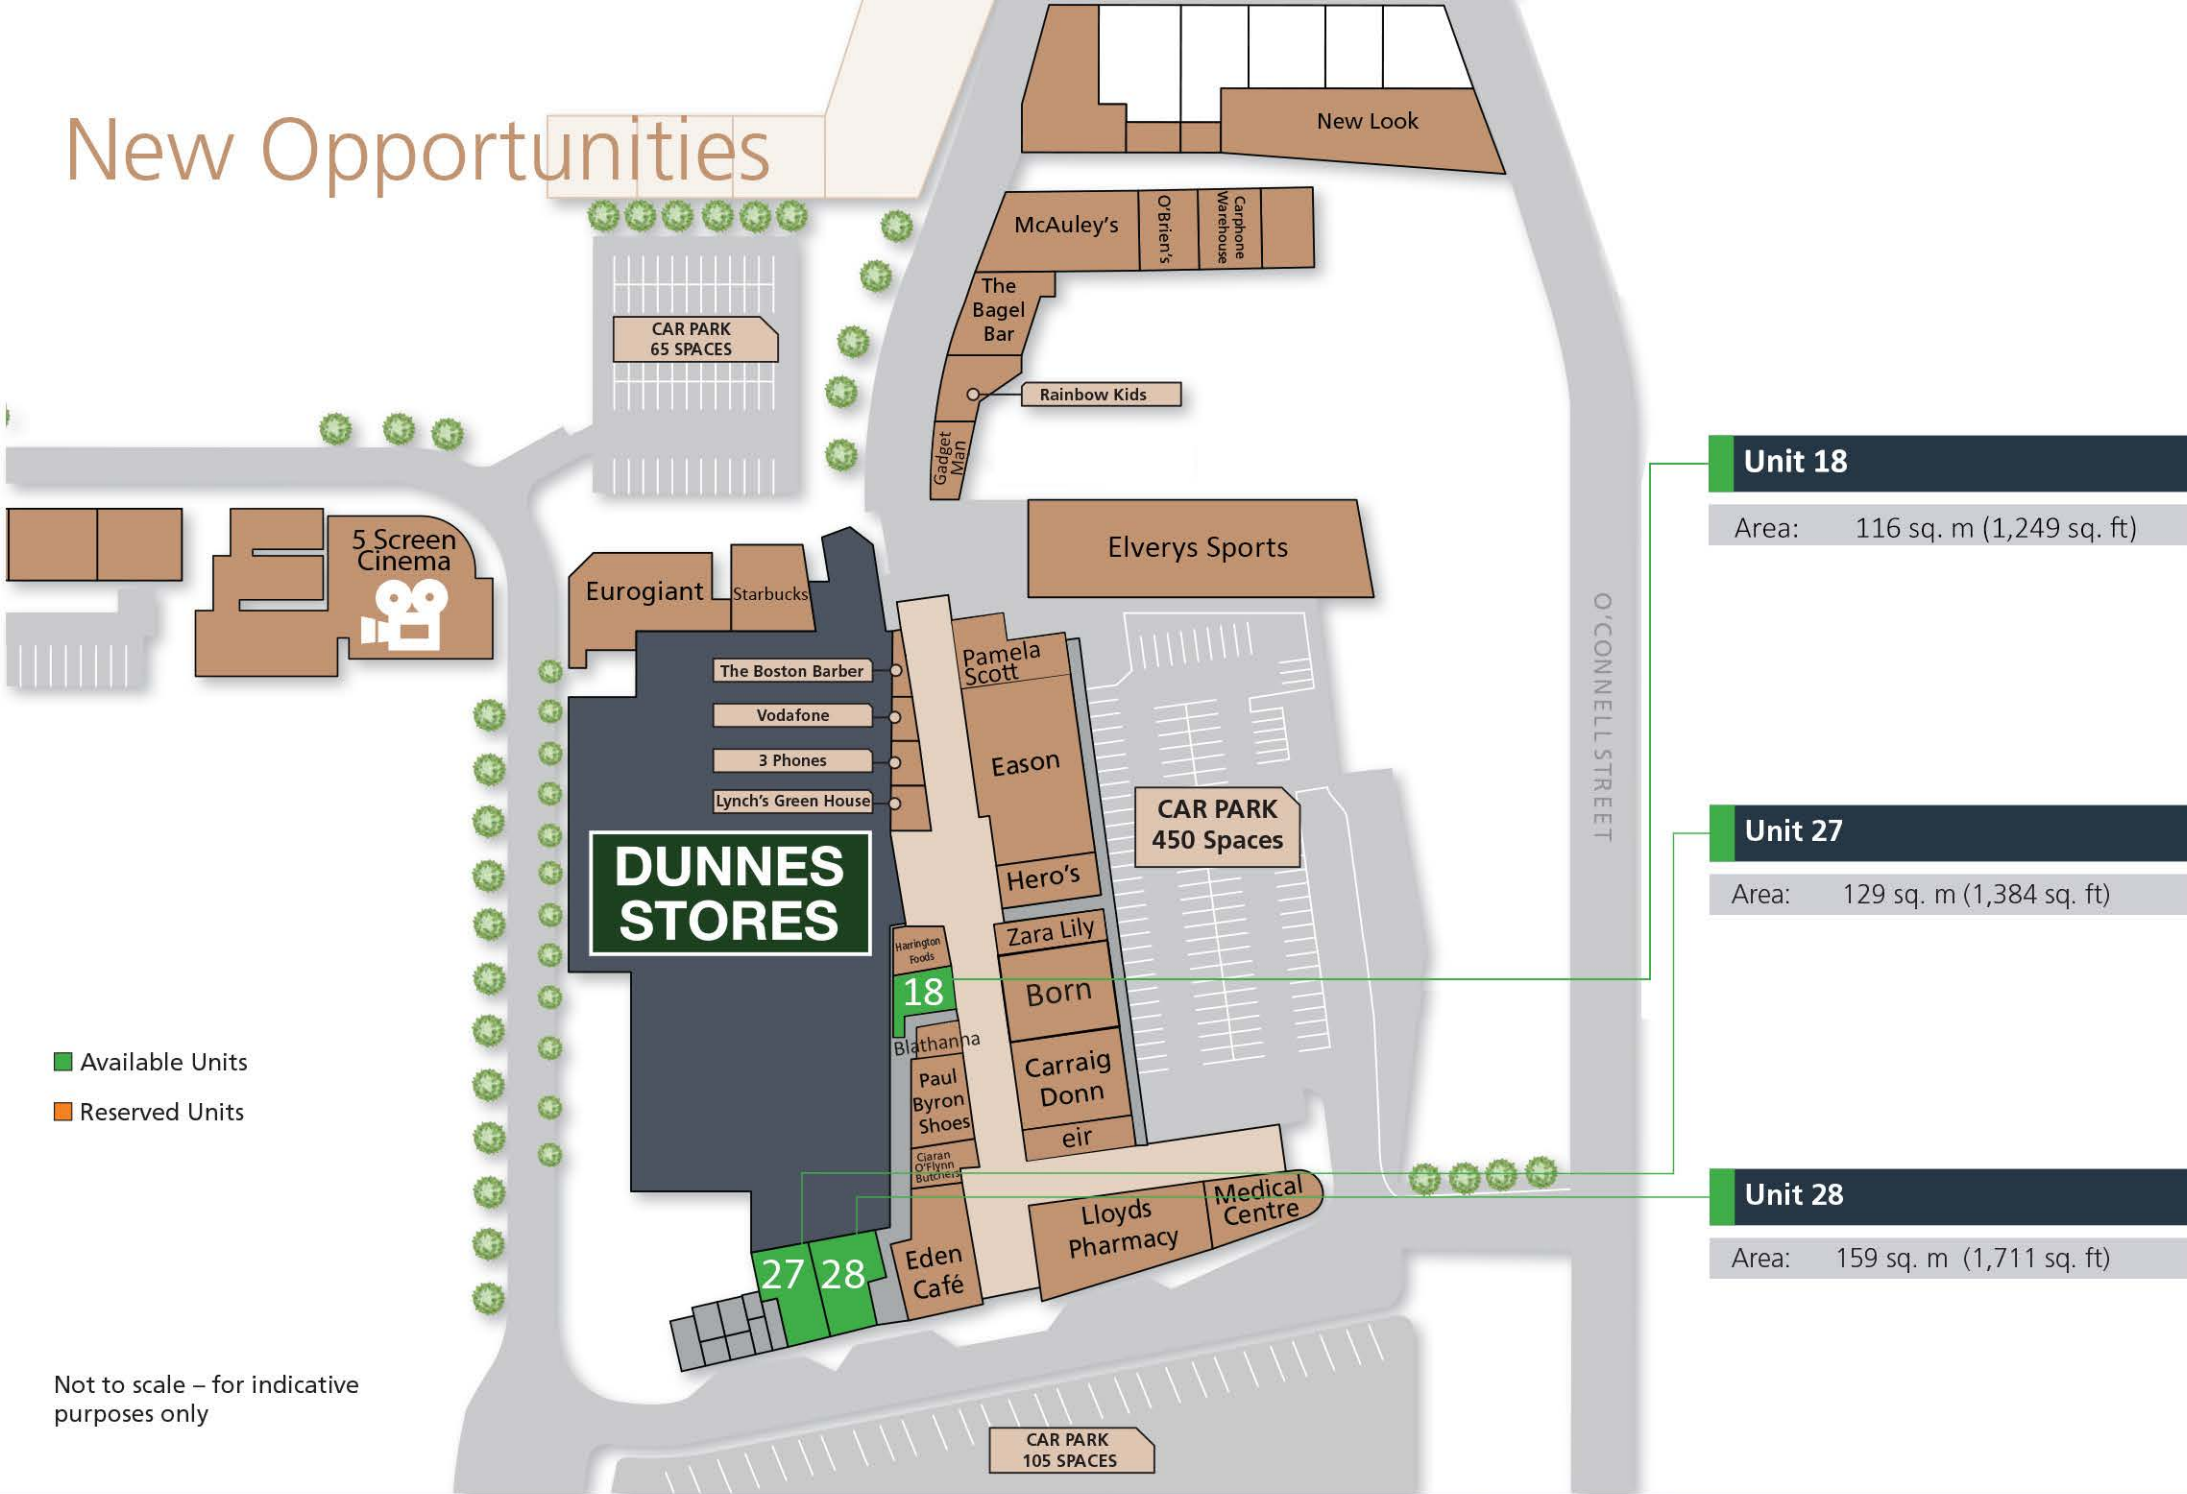 New Opportunities
New Look
McAuley's
O'Brien's
Carphone
Warehouse
The
Bagel
Bar
CAR PARK
65 SPACES
Rainbow Kids
Gadget
Man
Unit 18
Area: 116 sq. m (1,249 sq. ft)
5 Screen
Cinema
Eurogiant
Starbucks
Elverys Sports
O'CONNELL STREET
The Boston Barber
Vodafone
3 Phones
Lynch's Green House
Pamela
Scott
Eason
CAR PARK
450 Spaces
Unit 27
Area: 129 sq. m (1,384 sq. ft)
DUNNES
STORES
Hero's
Zara Lily
Harrington
Foods
18
Born
Blathanna
Carraig
Donn
Paul
Byron
Shoes
eir
Ciaran
O'Flynn
Butchers
Available Units
Reserved Units
Unit 28
Area: 159 sq. m (1,711 sq. ft)
Medical
Centre
Lloyds
Pharmacy
Eden
Café
27
28
Not to scale – for indicative
purposes only
CAR PARK
105 SPACES